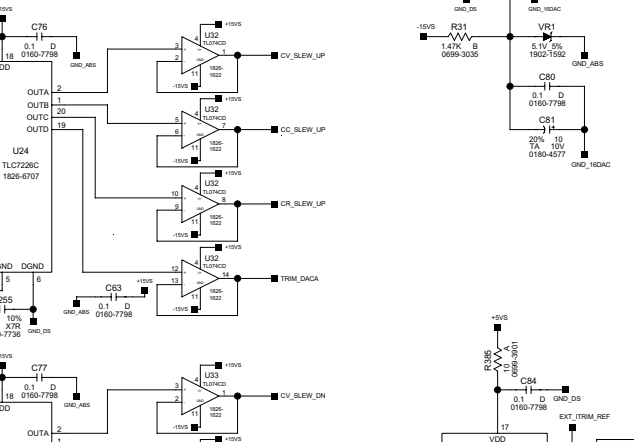 15VS
C76
0.1 D
0160-7798
GND_ABS
18
DD
OUTA 2
OUTB 1
OUTC 20
OUTD 19
U24
TLC7226C
1826-6707
+15VS
U32
TL074CD
4
3
2
1
11
1826-
1622
-15VS
CV_SLEW_UP
+15VS
U32
TL074CD
4
5
6
7
11
1826-
1622
-15VS
CC_SLEW_UP
+15VS
U32
TL074CD
4
10
9
8
11
1826-
1622
-15VS
CR_SLEW_UP
+15VS
U32
TL074CD
4
12
13
14
11
1826-
1622
-15VS
TRIM_DACA
GND DGND
5 6
255
10%
X7R
-7736
GND_DS
GND_ABS
C63
0.1 D
0160-7798
+15VS
15VS
C77
0.1 D
0160-7798
GND_ABS
18
DD
OUTA 2
1
+15VS
U33
TL074CD
4
3
2
1
11
1826-
1622
-15VS
CV_SLEW_DN
+15VS
GND_DS
GND_16DAC
-15VS
R31
1.47K B
0699-3035
VR1
5.1V_5%
1902-1592
GND_ABS
C80
0.1 D
0160-7798
C81
20% 10
TA 10V
0180-4577
GND_16DAC
+5VS
R385
10 A
0699-3901
C84
0.1 D
0160-7798
GND_DS
EXT_ITRIM_REF
17
VDD